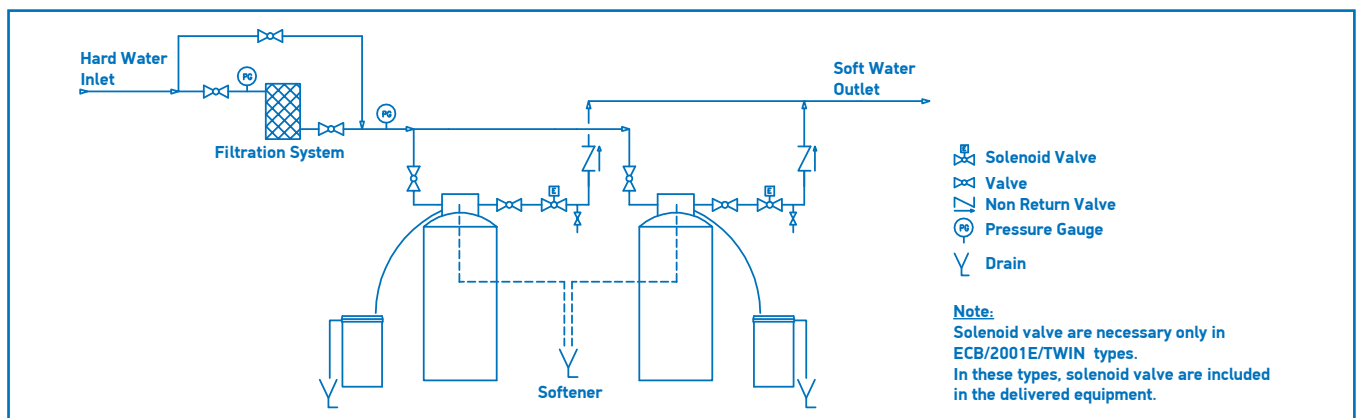 Hard Water
Inlet
PG
PG
Filtration System
E
E
Soft Water
Outlet
Softener
E
Solenoid Valve
Valve
Non Return Valve
PG
Pressure Gauge
Drain
Note:
Solenoid valve are necessary only in
ECB/2001E/TWIN types.
In these types, solenoid valve are included
in the delivered equipment.